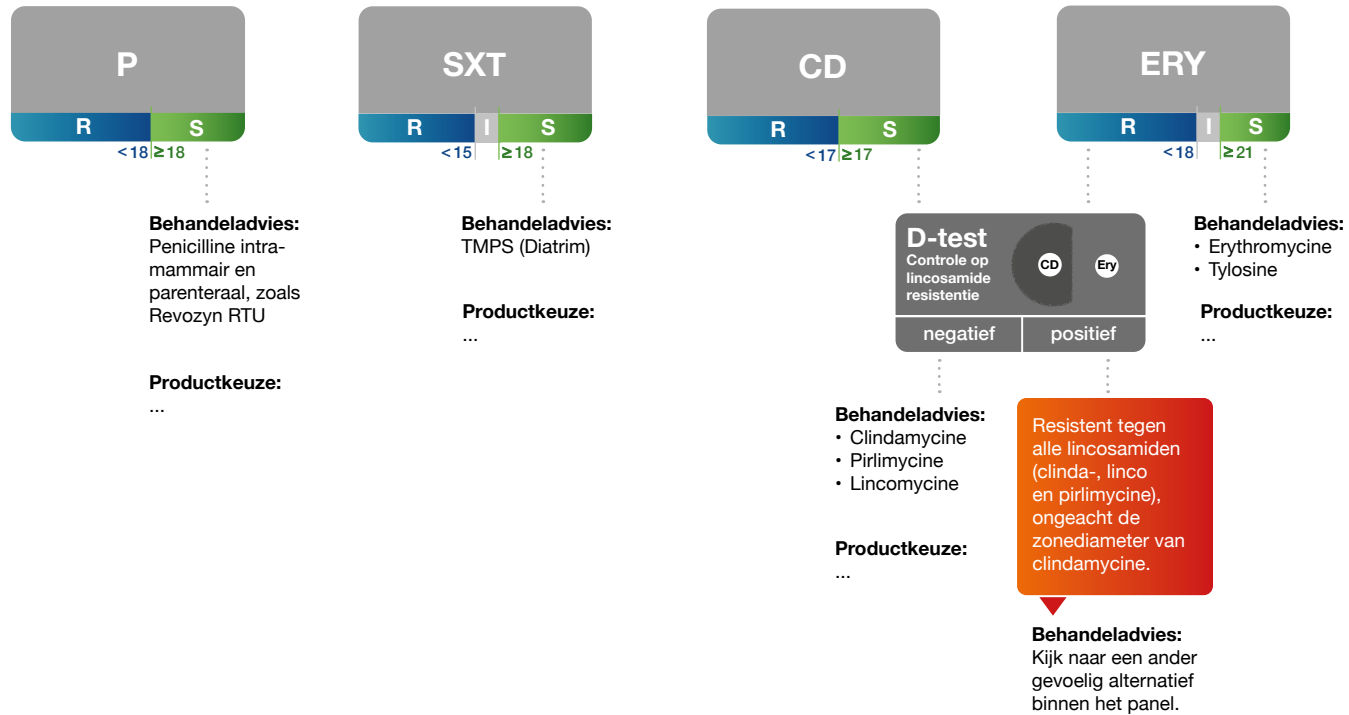 P
R
S
<18
≥18
Behandeladvies:
Penicilline intra-
mammair en
parenteraal, zoals
Revozyn RTU
Productkeuze:
...
SXT
R
I
S
<15
≥18
Behandeladvies:
TMPS (Diatrim)
Productkeuze:
...
CD
R
S
<17
≥17
ERY
R
I
S
<18
≥21
D-test
Controle op
lincosamide
resistentie
CD
Ery
negatief
positief
Behandeladvies:
• Clindamycine
• Pirlimycine
• Lincomycine
Productkeuze:
...
Resistent tegen
alle lincosamiden
(clinda-, linco
en pirlimycine),
ongeacht de
zonediameter van
clindamycine.
Behandeladvies:
Kijk naar een ander
gevoelig alternatief
binnen het panel.
Behandeladvies:
• Erythromycine
• Tylosine
Productkeuze:
...